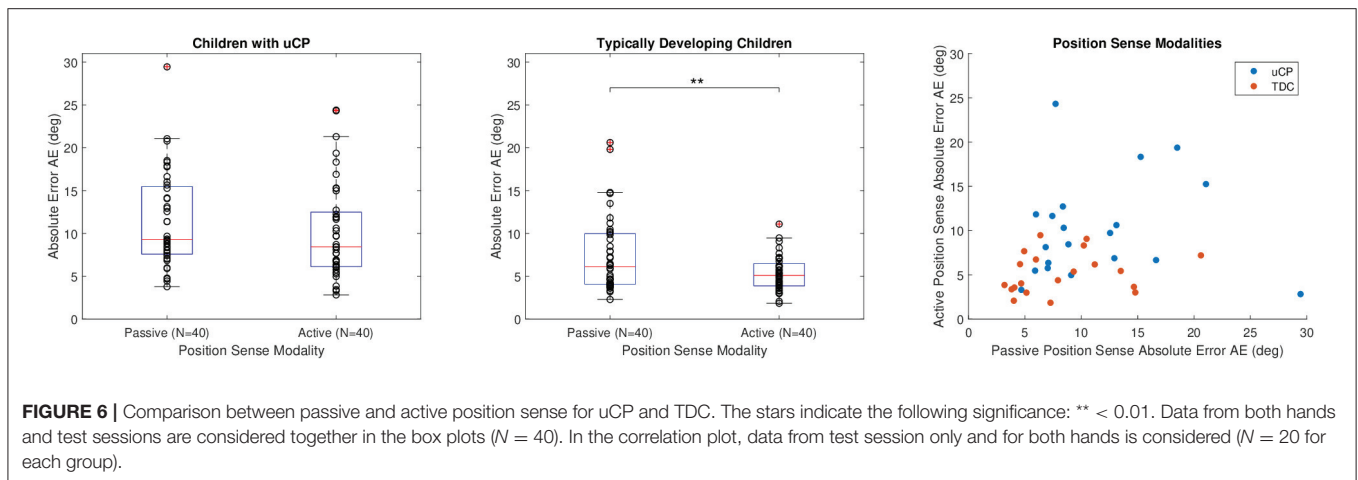 Children with uCP
30
25
20
15
10
5
0
Absolute Error AE (deg)
Passive (N=40) Active (N=40)
Position Sense Modality
Typically Developing Children
**
30
25
20
15
10
5
0
Absolute Error AE (deg)
Passive (N=40) Active (N=40)
Position Sense Modality
Position Sense Modalities
uCP
TDC
30
25
20
15
10
5
0
Active Position Sense Absolute Error AE (deg)
0 5 10 15 20 25 30
Passive Position Sense Absolute Error AE (deg)
FIGURE 6 | Comparison between passive and active position sense for uCP and TDC. The stars indicate the following significance: ** < 0.01. Data from both hands
and test sessions are considered together in the box plots (N = 40). In the correlation plot, data from test session only and for both hands is considered (N = 20 for
each group).